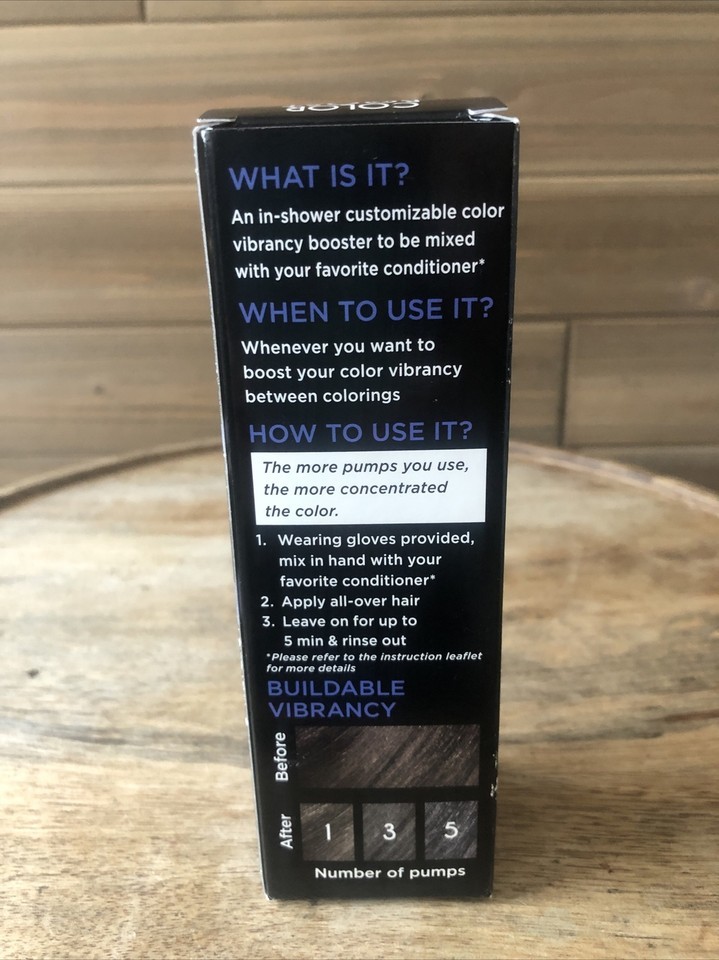 COLOR
WHAT IS IT?
An in-shower customizable color
vibrancy booster to be mixed
with your favorite conditioner*
WHEN TO USE IT?
Whenever you want to
boost your color vibrancy
between colorings
HOW TO USE IT?
The more pumps you use,
the more concentrated
the color.
1. Wearing gloves provided,
mix in hand with your
favorite conditioner*
2. Apply all-over hair
3. Leave on for up to
5 min & rinse out
*Please refer to the instruction leaflet
for more details
BUILDABLE
VIBRANCY
Before
After
1 3 5
Number of pumps